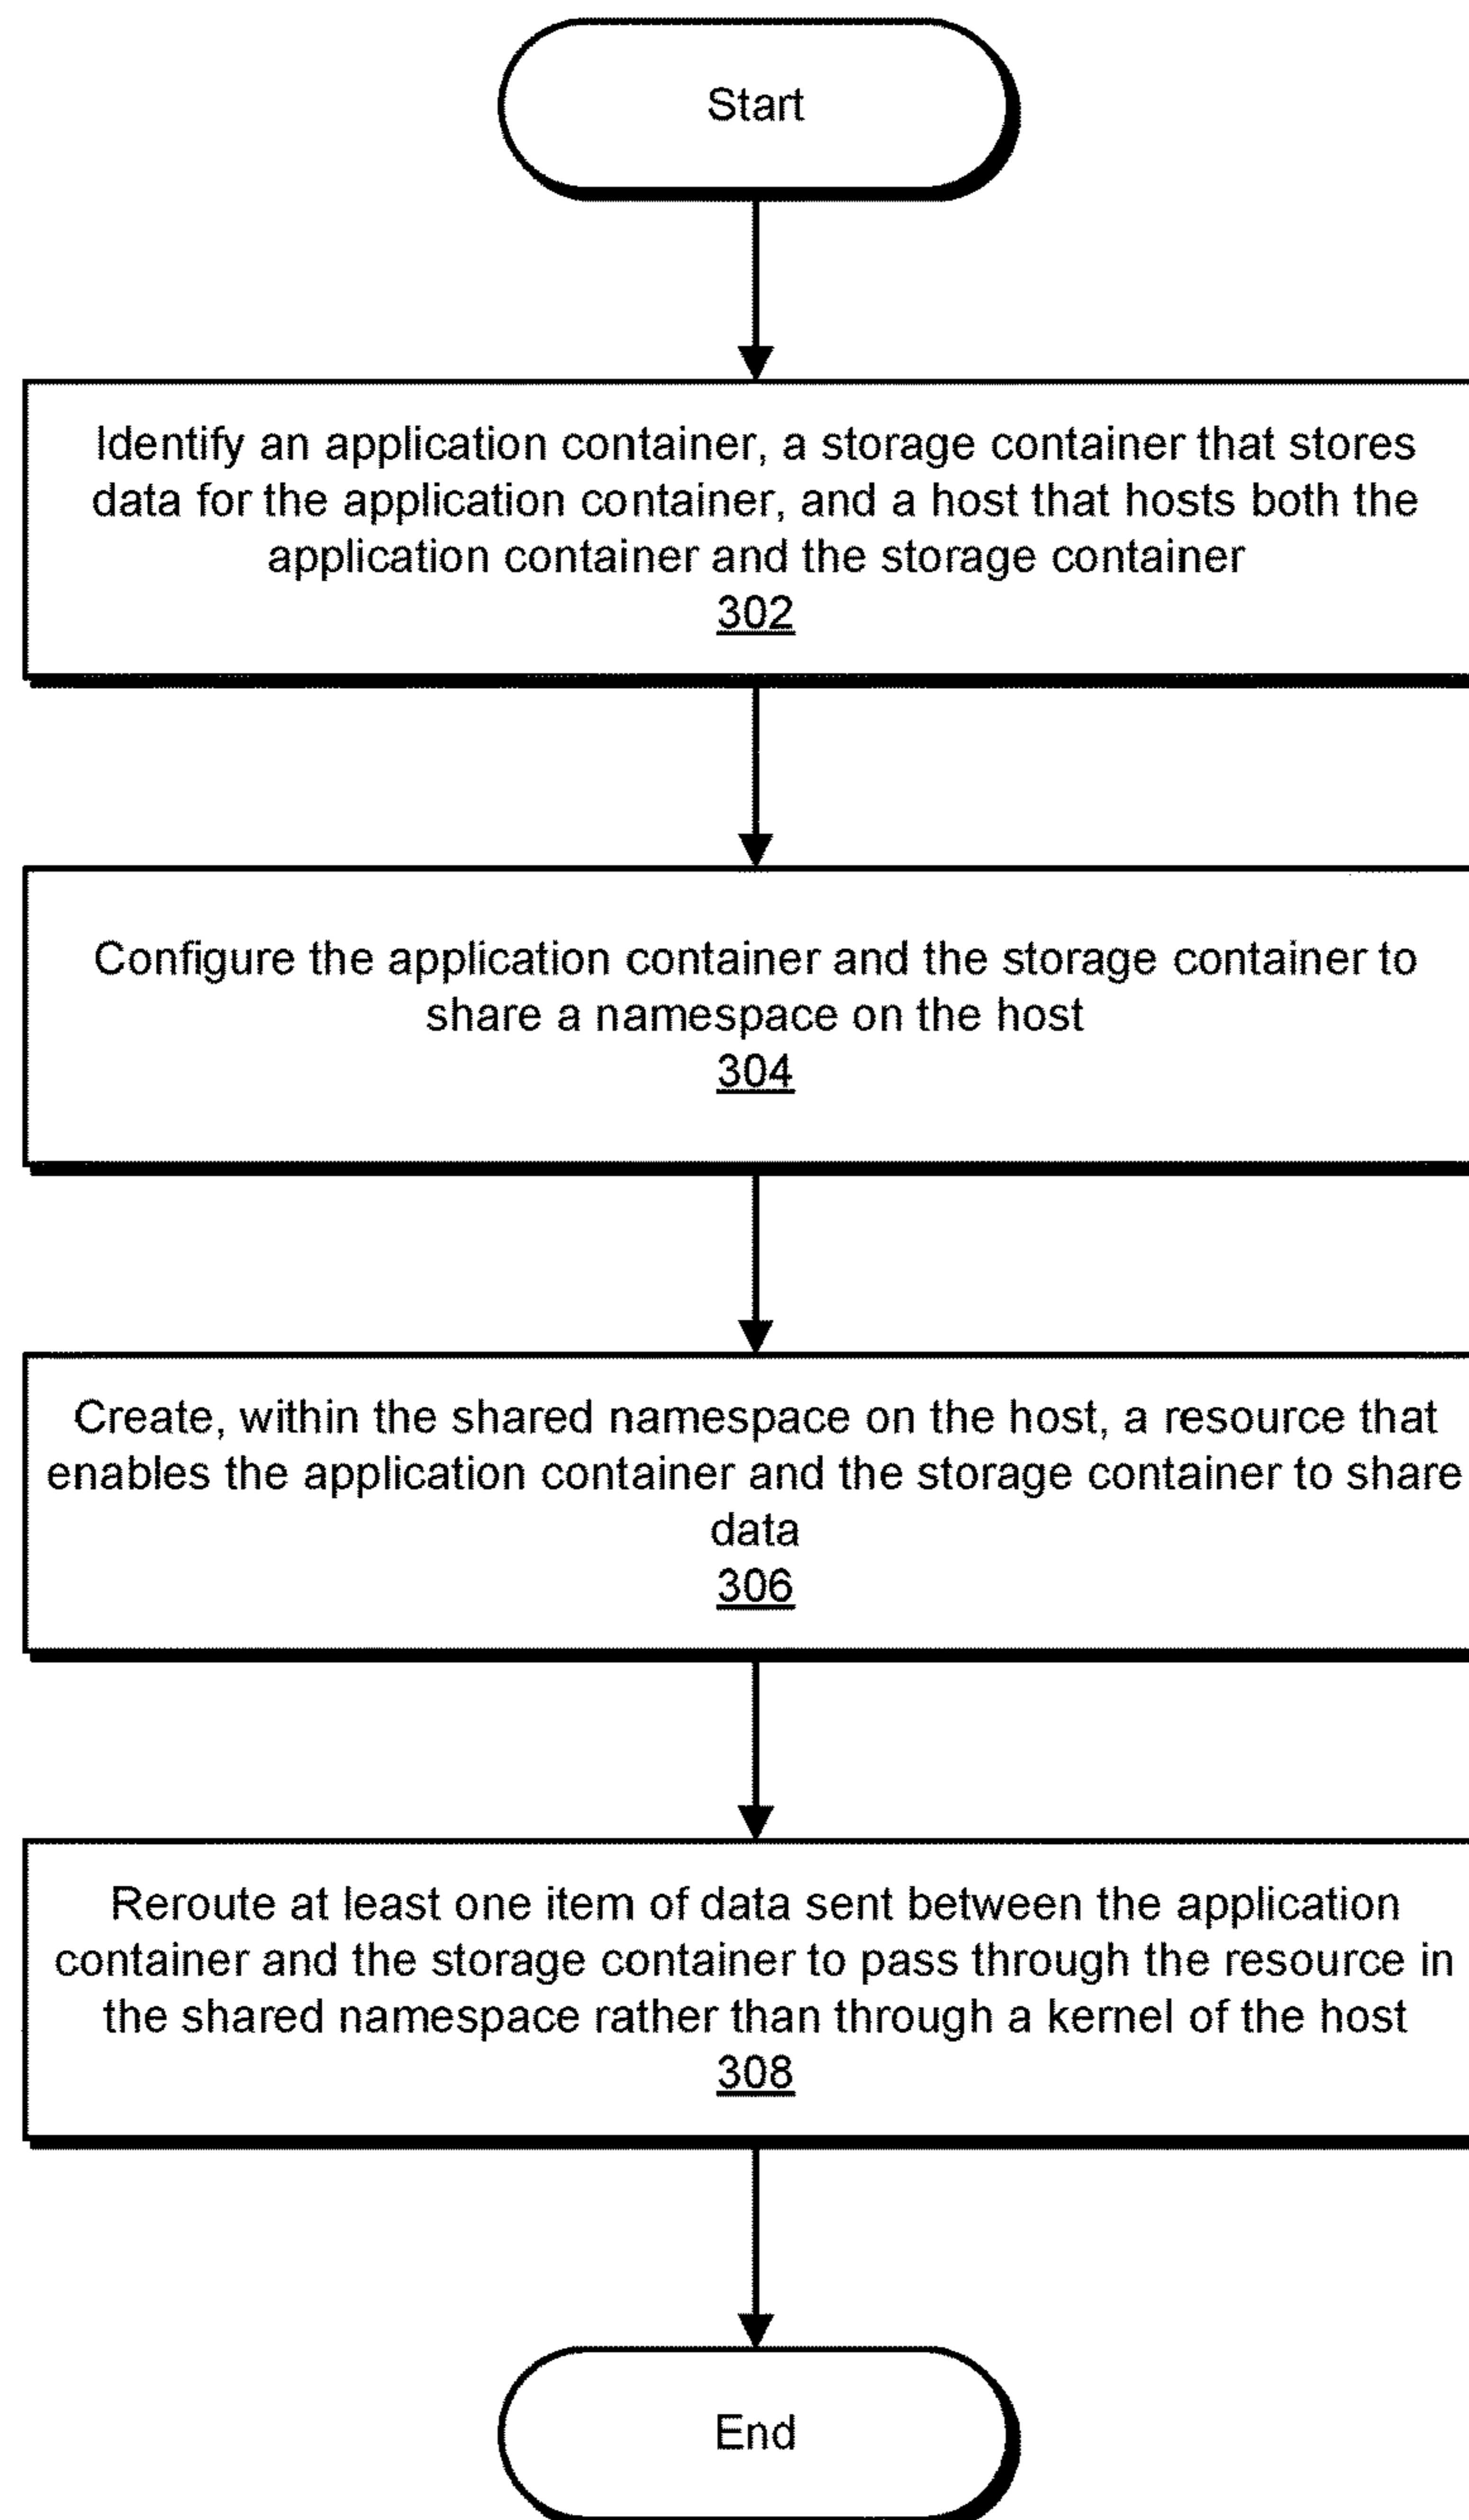 Start
Identify an application container, a storage container that stores
data for the application container, and a host that hosts both the
application container and the storage container
302
Configure the application container and the storage container to
share a namespace on the host
304
Create, within the shared namespace on the host, a resource that
enables the application container and the storage container to share
data
306
Reroute at least one item of data sent between the application
container and the storage container to pass through the resource in
the shared namespace rather than through a kernel of the host
308
End